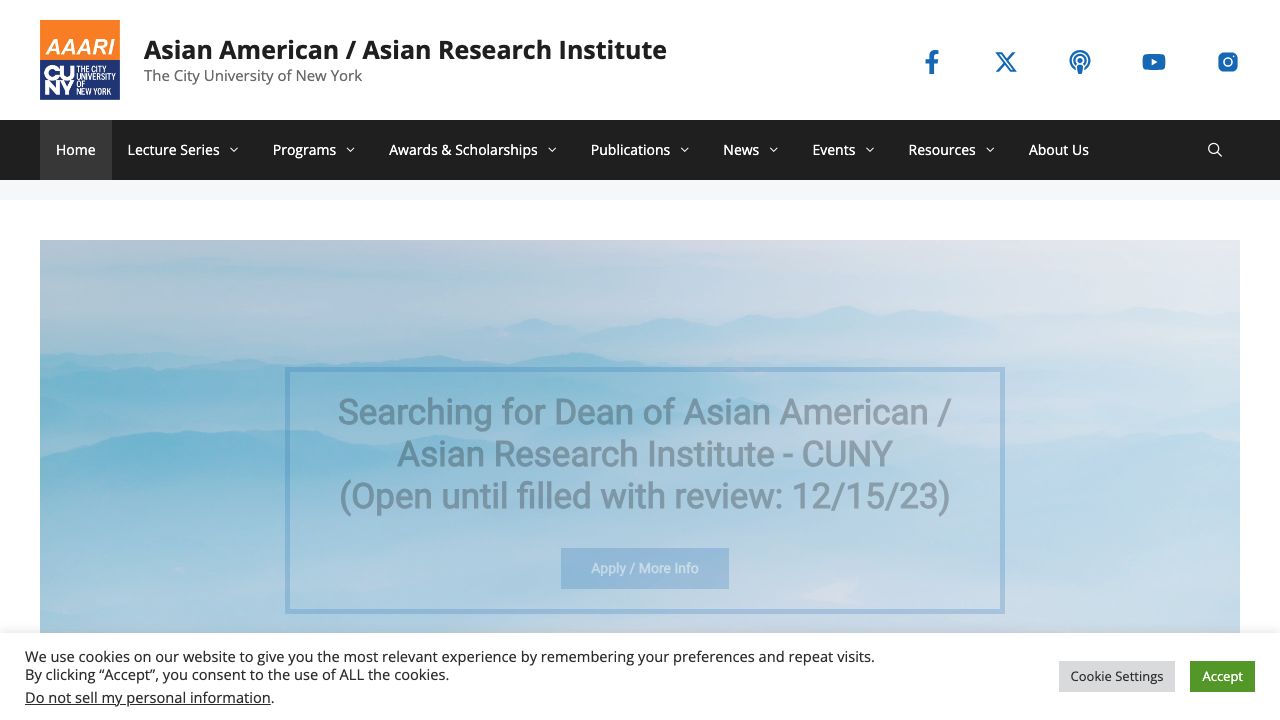 AAARI
CUNY
THE CITY
UNIVERSITY
OF
NEW YORK
Asian American / Asian Research Institute
The City University of New York
Home
Lecture Series
Programs
Awards & Scholarships
Publications
News
Events
Resources
About Us
Searching for Dean of Asian American /
Asian Research Institute - CUNY
(Open until filled with review: 12/15/23)
Apply / More Info
We use cookies on our website to give you the most relevant experience by remembering your preferences and repeat visits.
By clicking “Accept”, you consent to the use of ALL the cookies.
Do not sell my personal information.
Cookie Settings
Accept